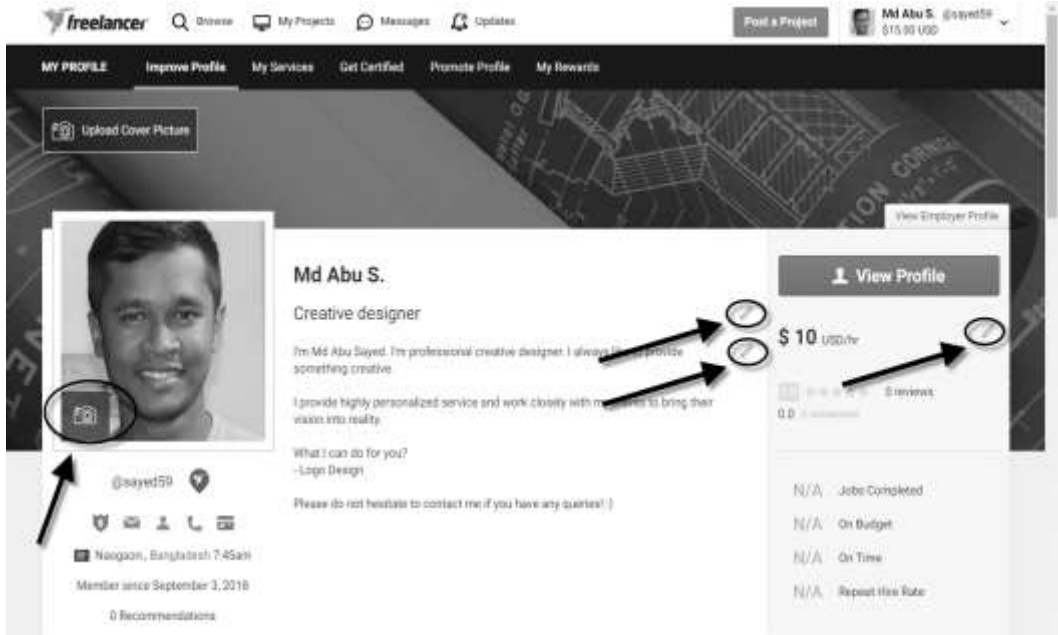 freelancer Browse My Projects Messages Updates Post a Project Md Abu S. @sayed59
$15.00 USD
MY PROFILE Improve Profile My Services Get Certified Promote Profile My Rewards
Upload Cover Picture
View Employer Profile
View Profile
Md Abu S.
Creative designer
$ 10 USD/hr
I'm Md Abu Sayed. I'm professional creative designer. I always provide
something creative.
0 reviews
0.0
I provide highly personalized service and work closely with to bring their
vision into reality.
What I can do for you?
-Logo Design
Please do not hesitate to contact me if you have any queries! :)
@sayed59
Naogaon, Bangladesh 7:45am
Member since September 3, 2016
0 Recommendations
N/A Jobs Completed
N/A On Budget
N/A On Time
N/A Repeat Hire Rate